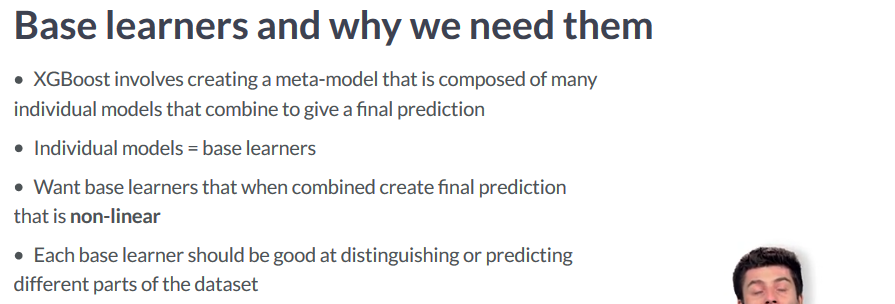 Base learners and why we need them
• XGBoost involves creating a meta-model that is composed of many
individual models that combine to give a final prediction
• Individual models = base learners
• Want base learners that when combined create final prediction
that is non-linear
• Each base learner should be good at distinguishing or predicting
different parts of the dataset